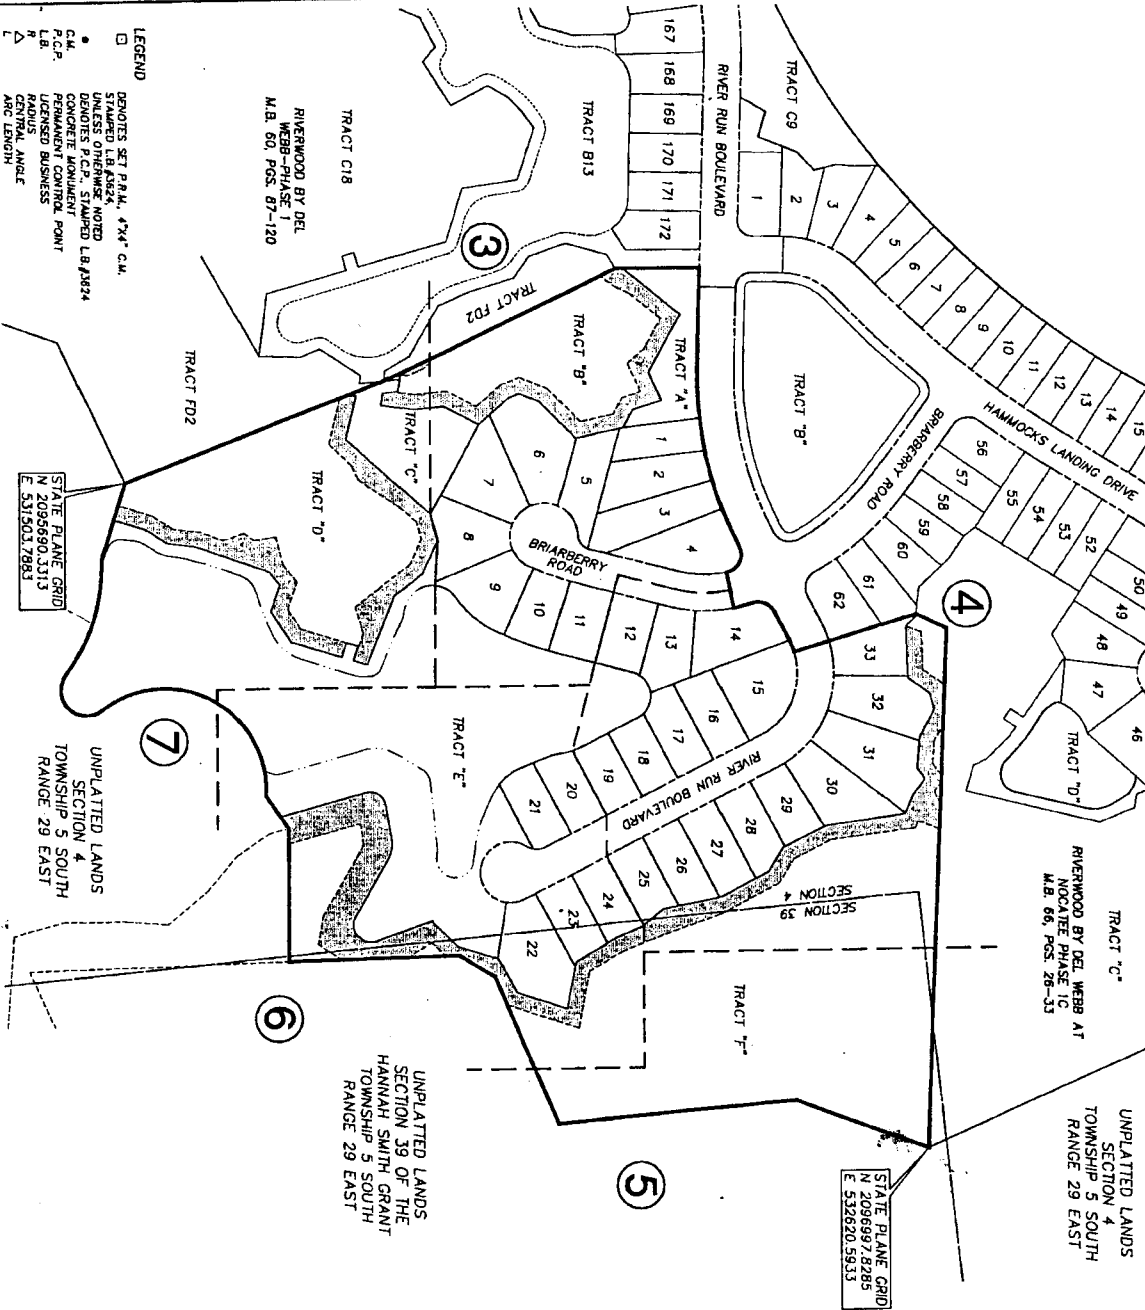 TRACT C9
RIVER RUN BOULEVARD
167
168
169
170
171
172
1
2
3
4
5
6
7
8
9
10
11
12
13
14
15
HAMMOCKS LANDING DRIVE
TRACT B13
TRACT C18
RIVERWOOD BY DEL
WEBB-PHASE 1
M.B. 60, PGS. 87-120
3
TRACT FD2
TRACT FD2
LEGEND
DENOTES SET P.R.M., 4"X4" C.M.
STAMPED L.B.#3624,
UNLESS OTHERWISE NOTED
DENOTES P.C.P. STAMPED L.B.#3624
C.M. CONCRETE MONUMENT
P.C.P. PERMANENT CONTROL POINT
L.B. LICENSED BUSINESS
R RADIUS
Δ CENTRAL ANGLE
L ARC LENGTH
TRACT "B"
BRIARBERRY ROAD
56
57
58
59
60
61
62
55
54
53
52
50
49
48
47
46
TRACT "D"
4
TRACT "C"
RIVERWOOD BY DEL WEBB AT
NOCATEE PHASE 1C
M.B. 66, PGS. 26-33
UNPLATTED LANDS
SECTION 4
TOWNSHIP 5 SOUTH
RANGE 29 EAST
TRACT "A"
TRACT "B"
TRACT "C"
TRACT "D"
1
2
3
4
5
6
7
8
9
10
11
12
13
14
BRIARBERRY
ROAD
15
16
17
18
19
20
21
RIVER RUN BOULEVARD
33
32
31
30
29
28
27
26
25
24
23
22
SECTION 4
SECTION 39
TRACT "E"
TRACT "F"
STATE PLANE GRID
N 2095690.3313
E 531503.7883
7
UNPLATTED LANDS
SECTION 4
TOWNSHIP 5 SOUTH
RANGE 29 EAST
6
UNPLATTED LANDS
SECTION 39 OF THE
HANNAH SMITH GRANT
TOWNSHIP 5 SOUTH
RANGE 29 EAST
5
STATE PLANE GRID
N 2096997.8285
E 532620.5933